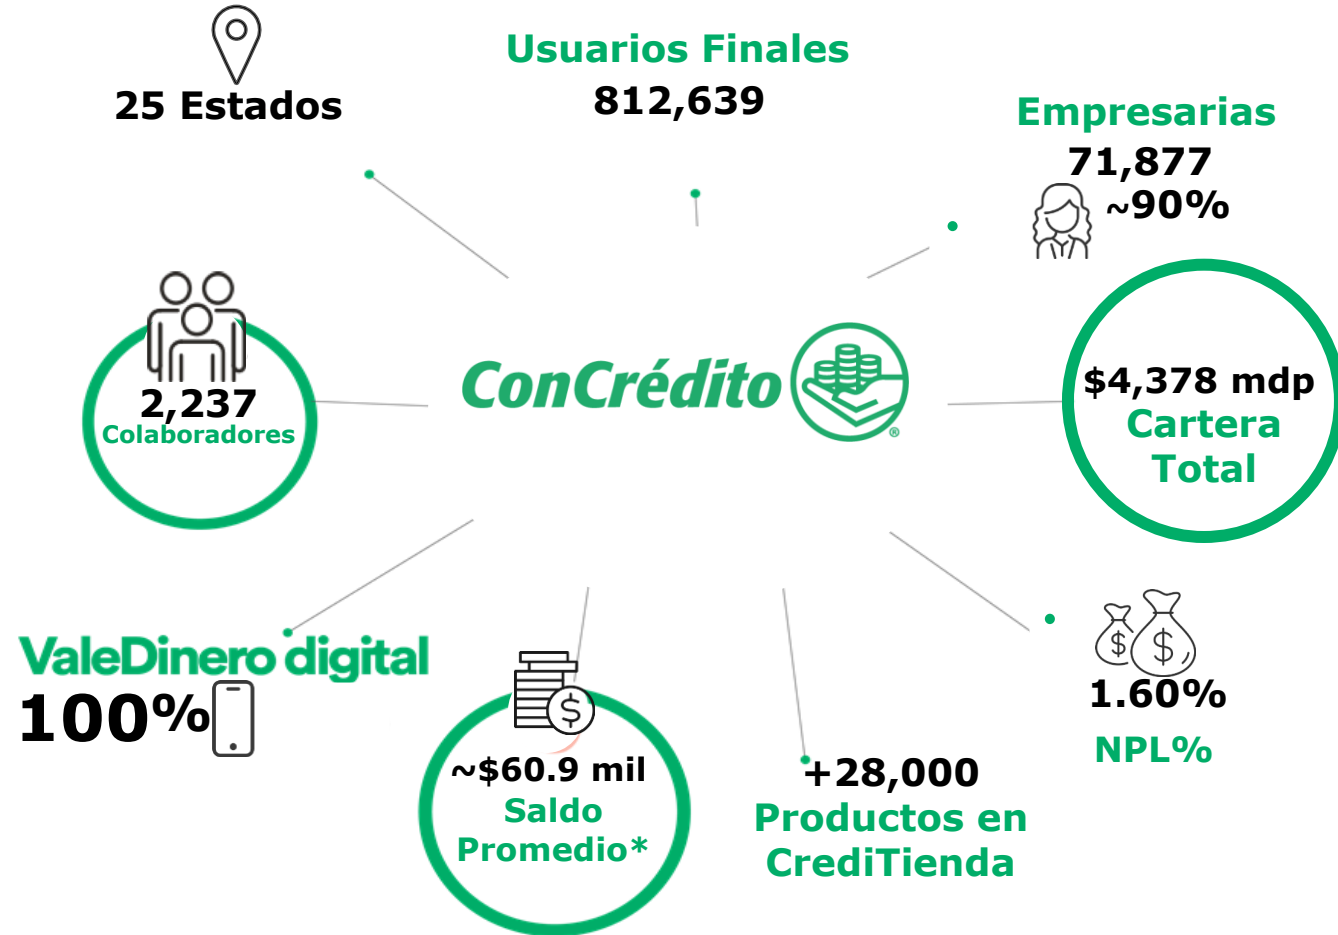 25 Estados
Usuarios Finales
812,639
Empresarias
71,877
~90%
2,237
Colaboradores
ConCrédito
®
$4,378 mdp
Cartera
Total
ValeDinero digital
100%
~$60.9 mil
Saldo
Promedio*
+28,000
Productos en
CrediTienda
1.60%
NPL%